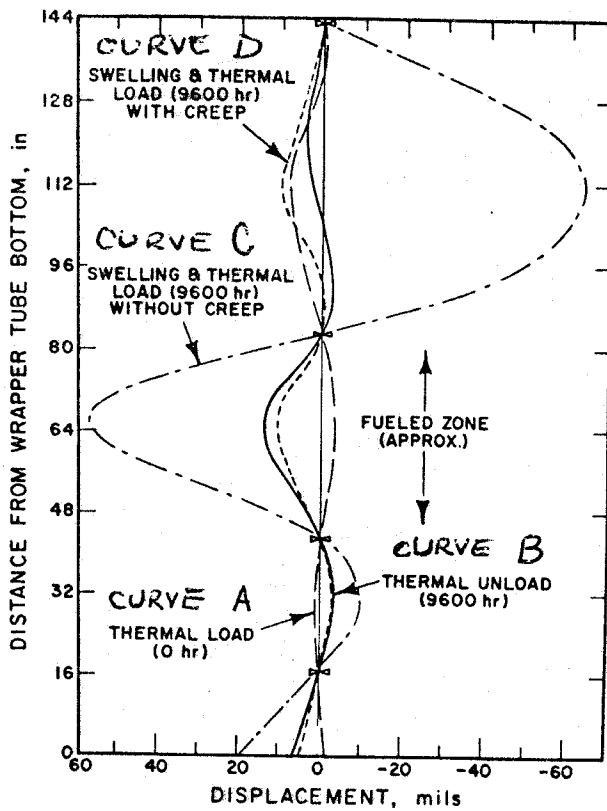 144
128
112
96
80
64
48
32
16
0
DISTANCE FROM WRAPPER TUBE BOTTOM, in
CURVE D
SWELLING & THERMAL
LOAD (9600 hr)
WITH CREEP
CURVE C
SWELLING & THERMAL
LOAD (9600 hr)
WITHOUT CREEP
FUELED ZONE
(APPROX.)
CURVE B
THERMAL UNLOAD
(9600 hr)
CURVE A
THERMAL LOAD
(0 hr)
60 40 20 0 -20 -40 -60
DISPLACEMENT, mils